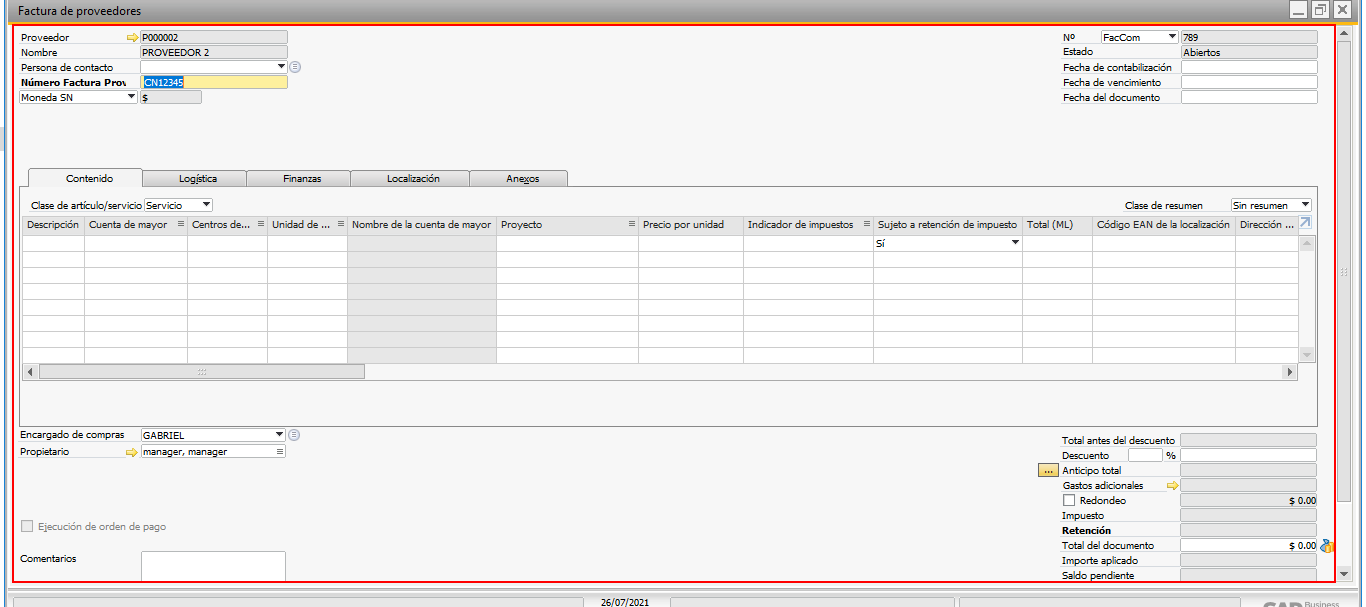 Factura de proveedores
Proveedor P000002
Nombre PROVEEDOR 2
Persona de contacto
Número Factura Prov CN12345
Moneda SN $
Nº FacCom 789
Estado Abiertos
Fecha de contabilización
Fecha de vencimiento
Fecha del documento
Contenido Logística Finanzas Localización Anexos
Clase de artículo/servicio Servicio
Clase de resumen Sin resumen
Descripción Cuenta de mayor Centros de... Unidad de ... Nombre de la cuenta de mayor Proyecto Precio por unidad Indicador de impuestos Sujeto a retención de impuesto Total (ML) Código EAN de la localización Dirección ...
Sí
Encargado de compras GABRIEL
Propietario manager, manager
Total antes del descuento
Descuento %
... Anticipo total
Gastos adicionales
Redondeo $ 0.00
Impuesto
Retención
Total del documento $ 0.00
Importe aplicado
Saldo pendiente
Ejecución de orden de pago
Comentarios
26/07/2021
Business